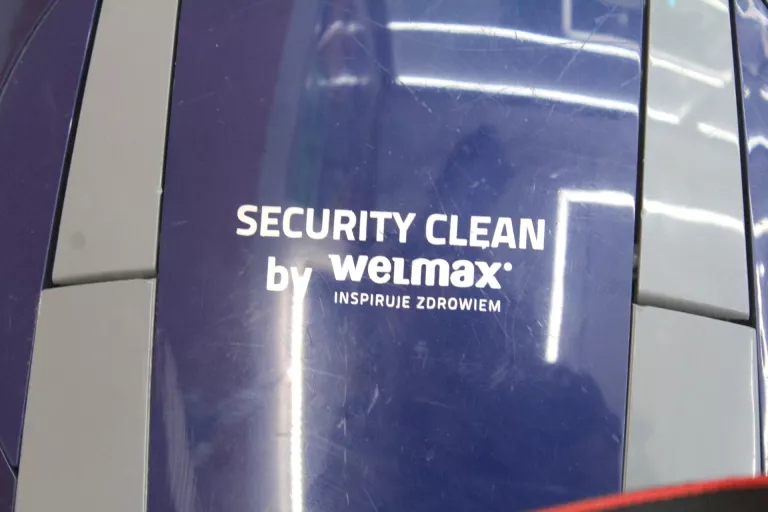 SECURITY CLEAN
by welmax
INSPIRUJE ZDROWIEM